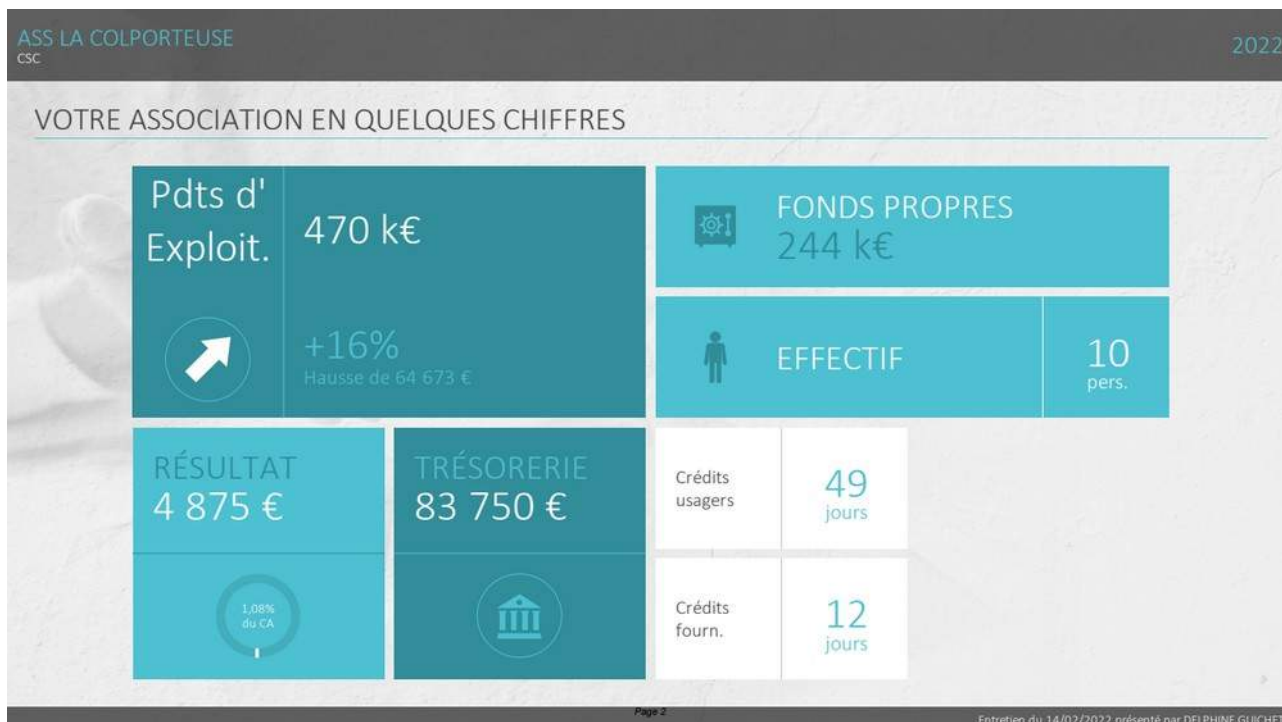 ASS LA COLPORTEUSE
CSC
2022
VOTRE ASSOCIATION EN QUELQUES CHIFFRES
Pdts d'
Exploit.
470 k€
+16%
Hausse de 64 673 €
FONDS PROPRES
244 k€
EFFECTIF
10
pers.
RÉSULTAT
4 875 €
1,08%
du CA
TRÉSORERIE
83 750 €
Crédits
usagers
49
jours
Crédits
fourn.
12
jours
Page 2
Entretien du 14/02/2022 présenté par DELPHINE GUICHET